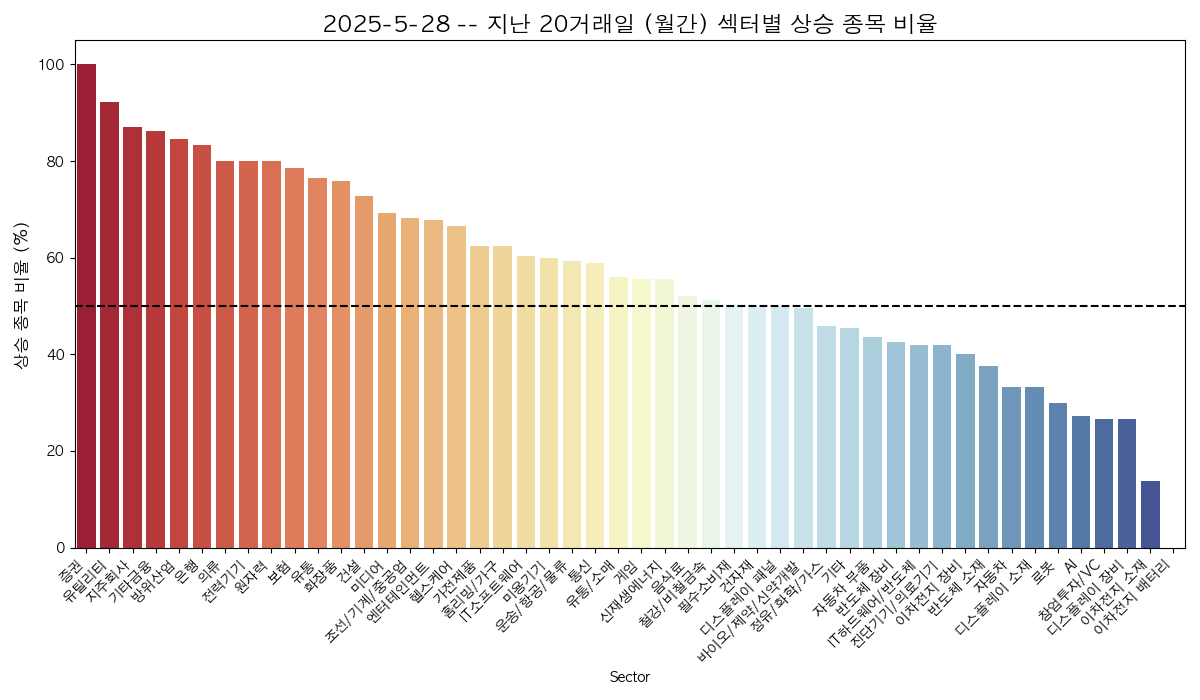 2025-5-28 -- 지난 20거래일 (월간) 섹터별 상승 종목 비율
상승 종목 비율 (%)
100
80
60
40
20
0
증권
유틸리티
지주회사
기타금융
방위산업
은행
의류
전력기기
원자력
보험
유통
화장품
건설
미디어
조선/기계/중공업
엔터테인먼트
헬스케어
가전제품
홈리빙/가구
IT소프트웨어
미용기기
운송/항공/물류
통신
유통/소매
게임
신재생에너지
음식료
철강/비철금속
필수소비재
건자재
디스플레이 패널
바이오/제약/신약개발
정유/화학/가스
기타
자동차 부품
반도체 장비
IT하드웨어/반도체
진단기기/의료기기
이차전지 장비
반도체 소재
자동차
디스플레이 소재
로봇
AI
창업투자/VC
디스플레이 장비
이차전지 소재
이차전지 배터리
Sector